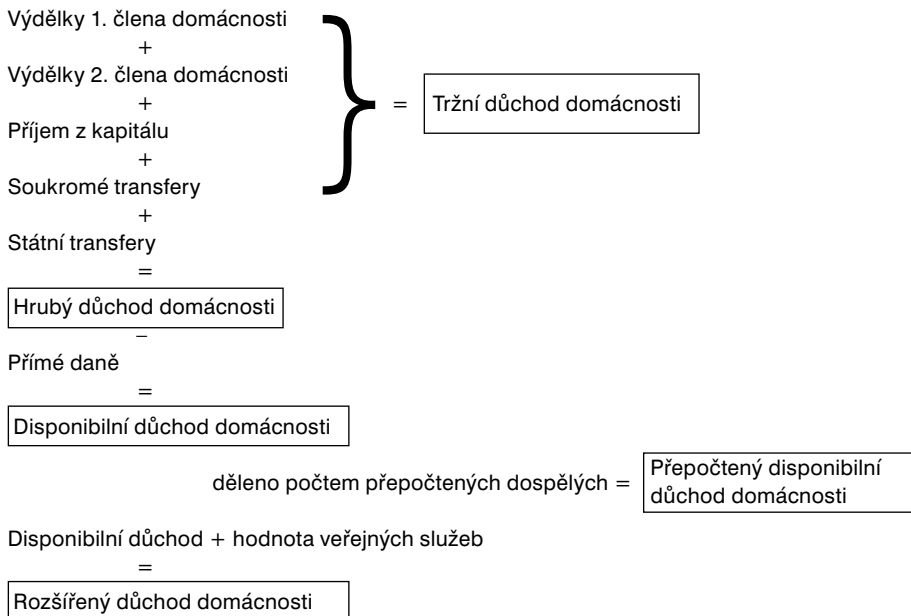 Výdělky 1. člena domácnosti
+
Výdělky 2. člena domácnosti
+
= Tržní důchod domácnosti
Příjem z kapitálu
+
Soukromé transfery
+
Státní transfery
=
Hrubý důchod domácnosti
–
Přímé daně
=
Disponibilní důchod domácnosti
děleno počtem přepočtených dospělých = Přepočtený disponibilní
důchod domácnosti
Disponibilní důchod + hodnota veřejných služeb
=
Rozšířený důchod domácnosti